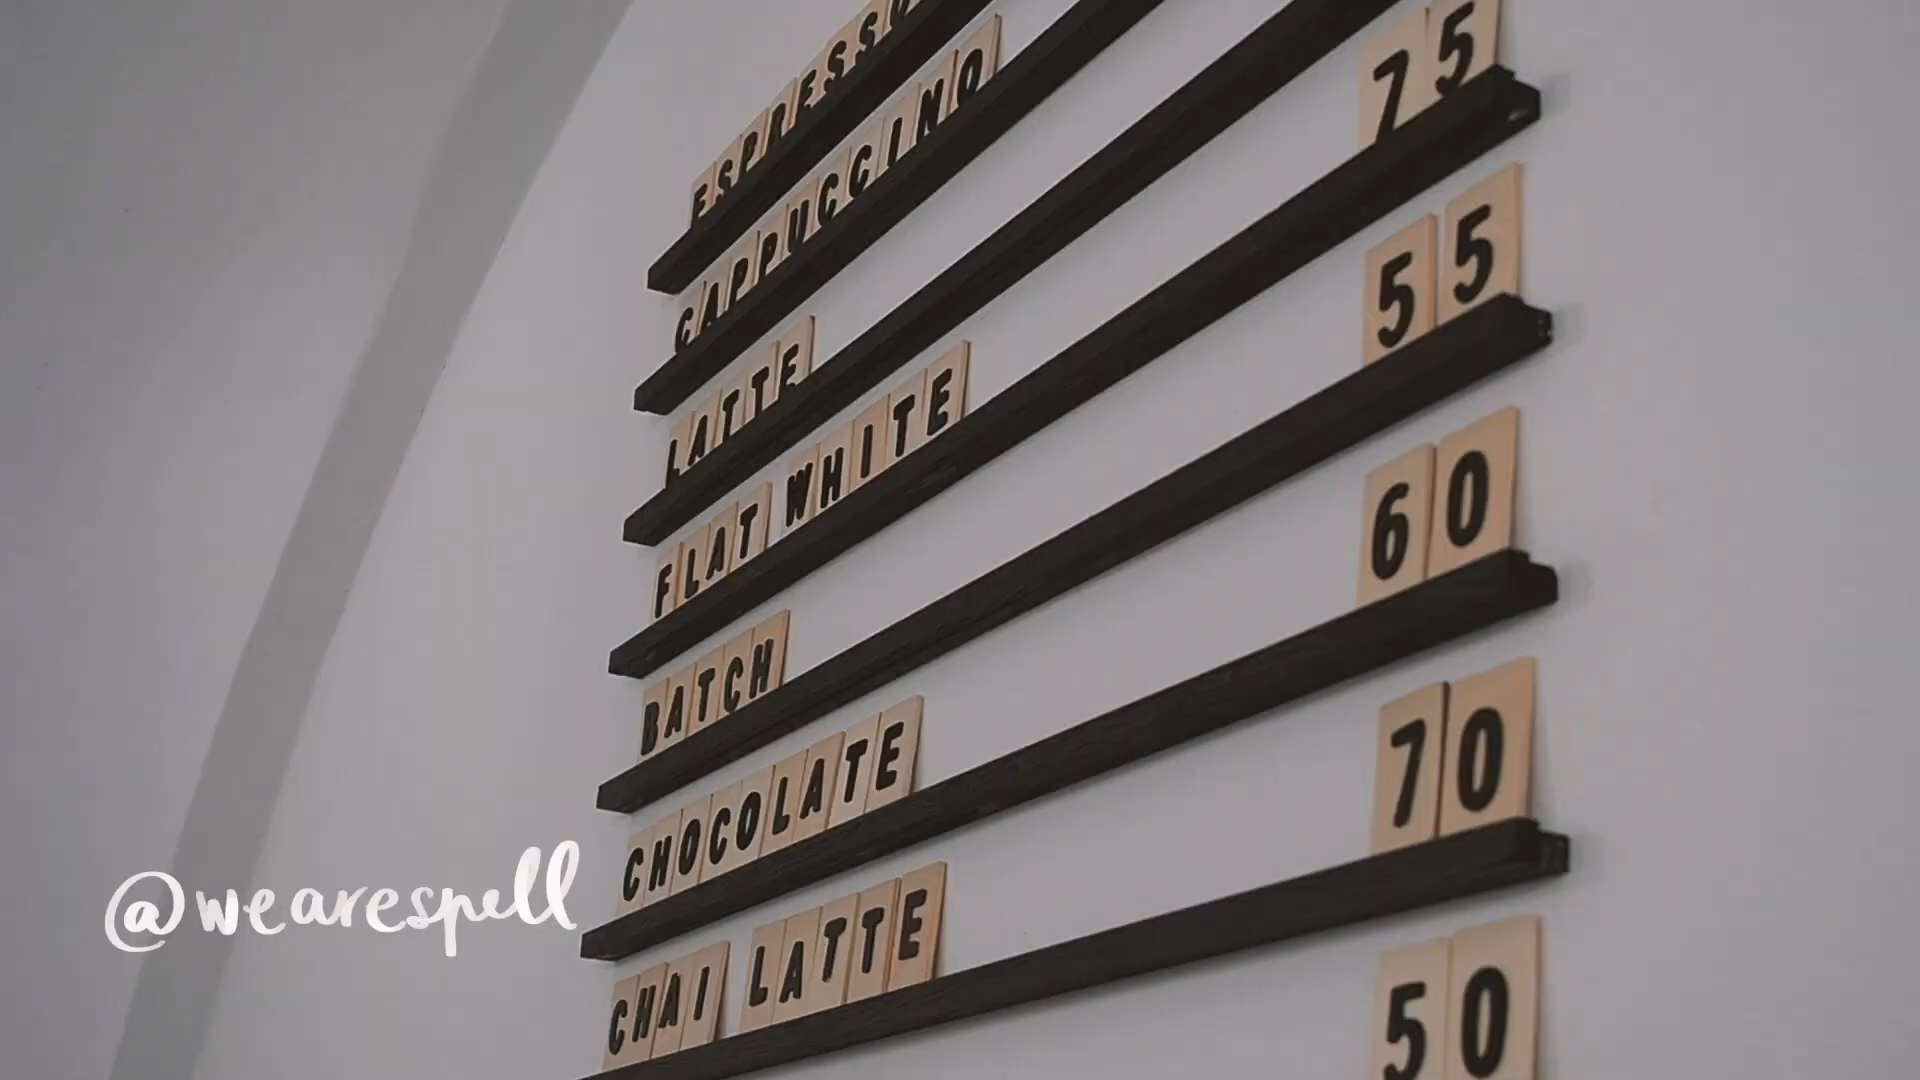 ESPRESSO
CAPPUCCINO
LATTE
FLAT WHITE 75
BATCH 55
CHOCOLATE 60
CHAI LATTE 70
50
@wearespell